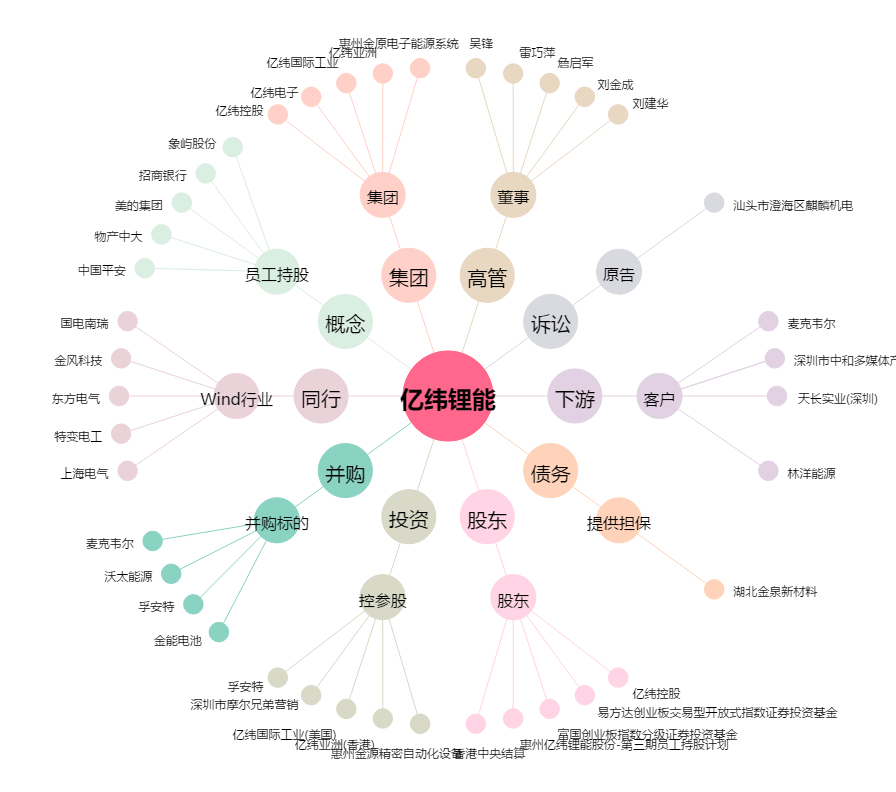 惠州金原电子能源系统
吴锋
亿纬亚洲
雷巧萍
亿纬国际工业
危启军
亿纬电子
刘金成
亿纬控股
刘建华
象屿股份
招商银行
美的集团
物产中大
中国平安
集团
董事
汕头市澄海区麒麟机电
员工持股
集团
高管
原告
概念
诉讼
国电南瑞
金风科技
东方电气
特变电工
上海电气
Wind行业
同行
亿纬锂能
下游
客户
麦克韦尔
深圳市中和多媒体产
天长实业(深圳)
林洋能源
并购
债务
并购标的
投资
股东
提供担保
麦克韦尔
沃太能源
孚安特
金能电池
湖北金泉新材料
控参股
股东
孚安特
深圳市摩尔兄弟营销
亿纬国际工业(美国)
亿纬亚洲(香港)
惠州金源精密自动化设备
香港中央结算
惠州亿纬锂能股份-第三期员工持股计划
富国创业板指数分级证券投资基金
易方达创业板交易型开放式指数证券投资基金
亿纬控股